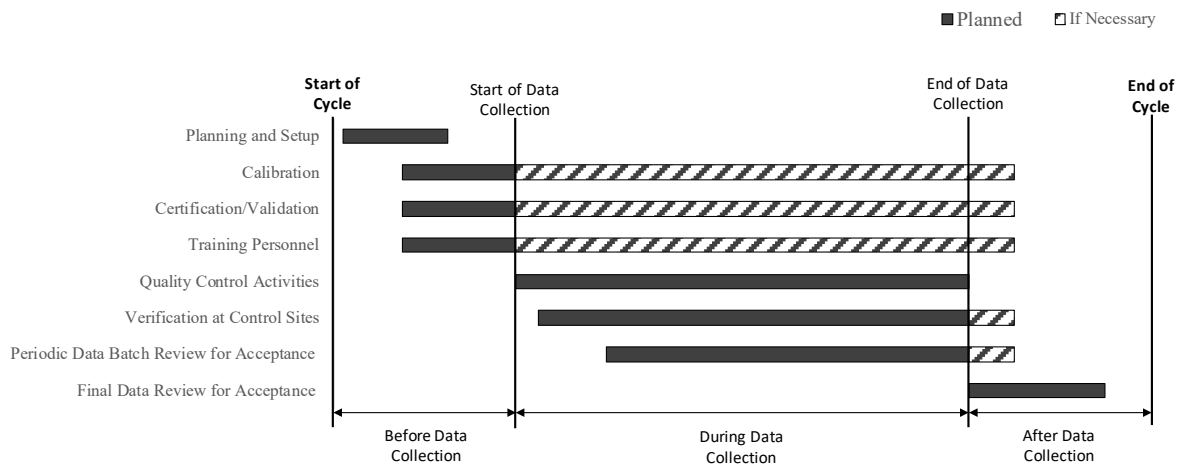 Planned
If Necessary
Start of
Cycle
Start of Data
Collection
End of Data
Collection
End of
Cycle
Planning and Setup
Calibration
Certification/Validation
Training Personnel
Quality Control Activities
Verification at Control Sites
Periodic Data Batch Review for Acceptance
Final Data Review for Acceptance
Before Data
Collection
During Data
Collection
After Data
Collection